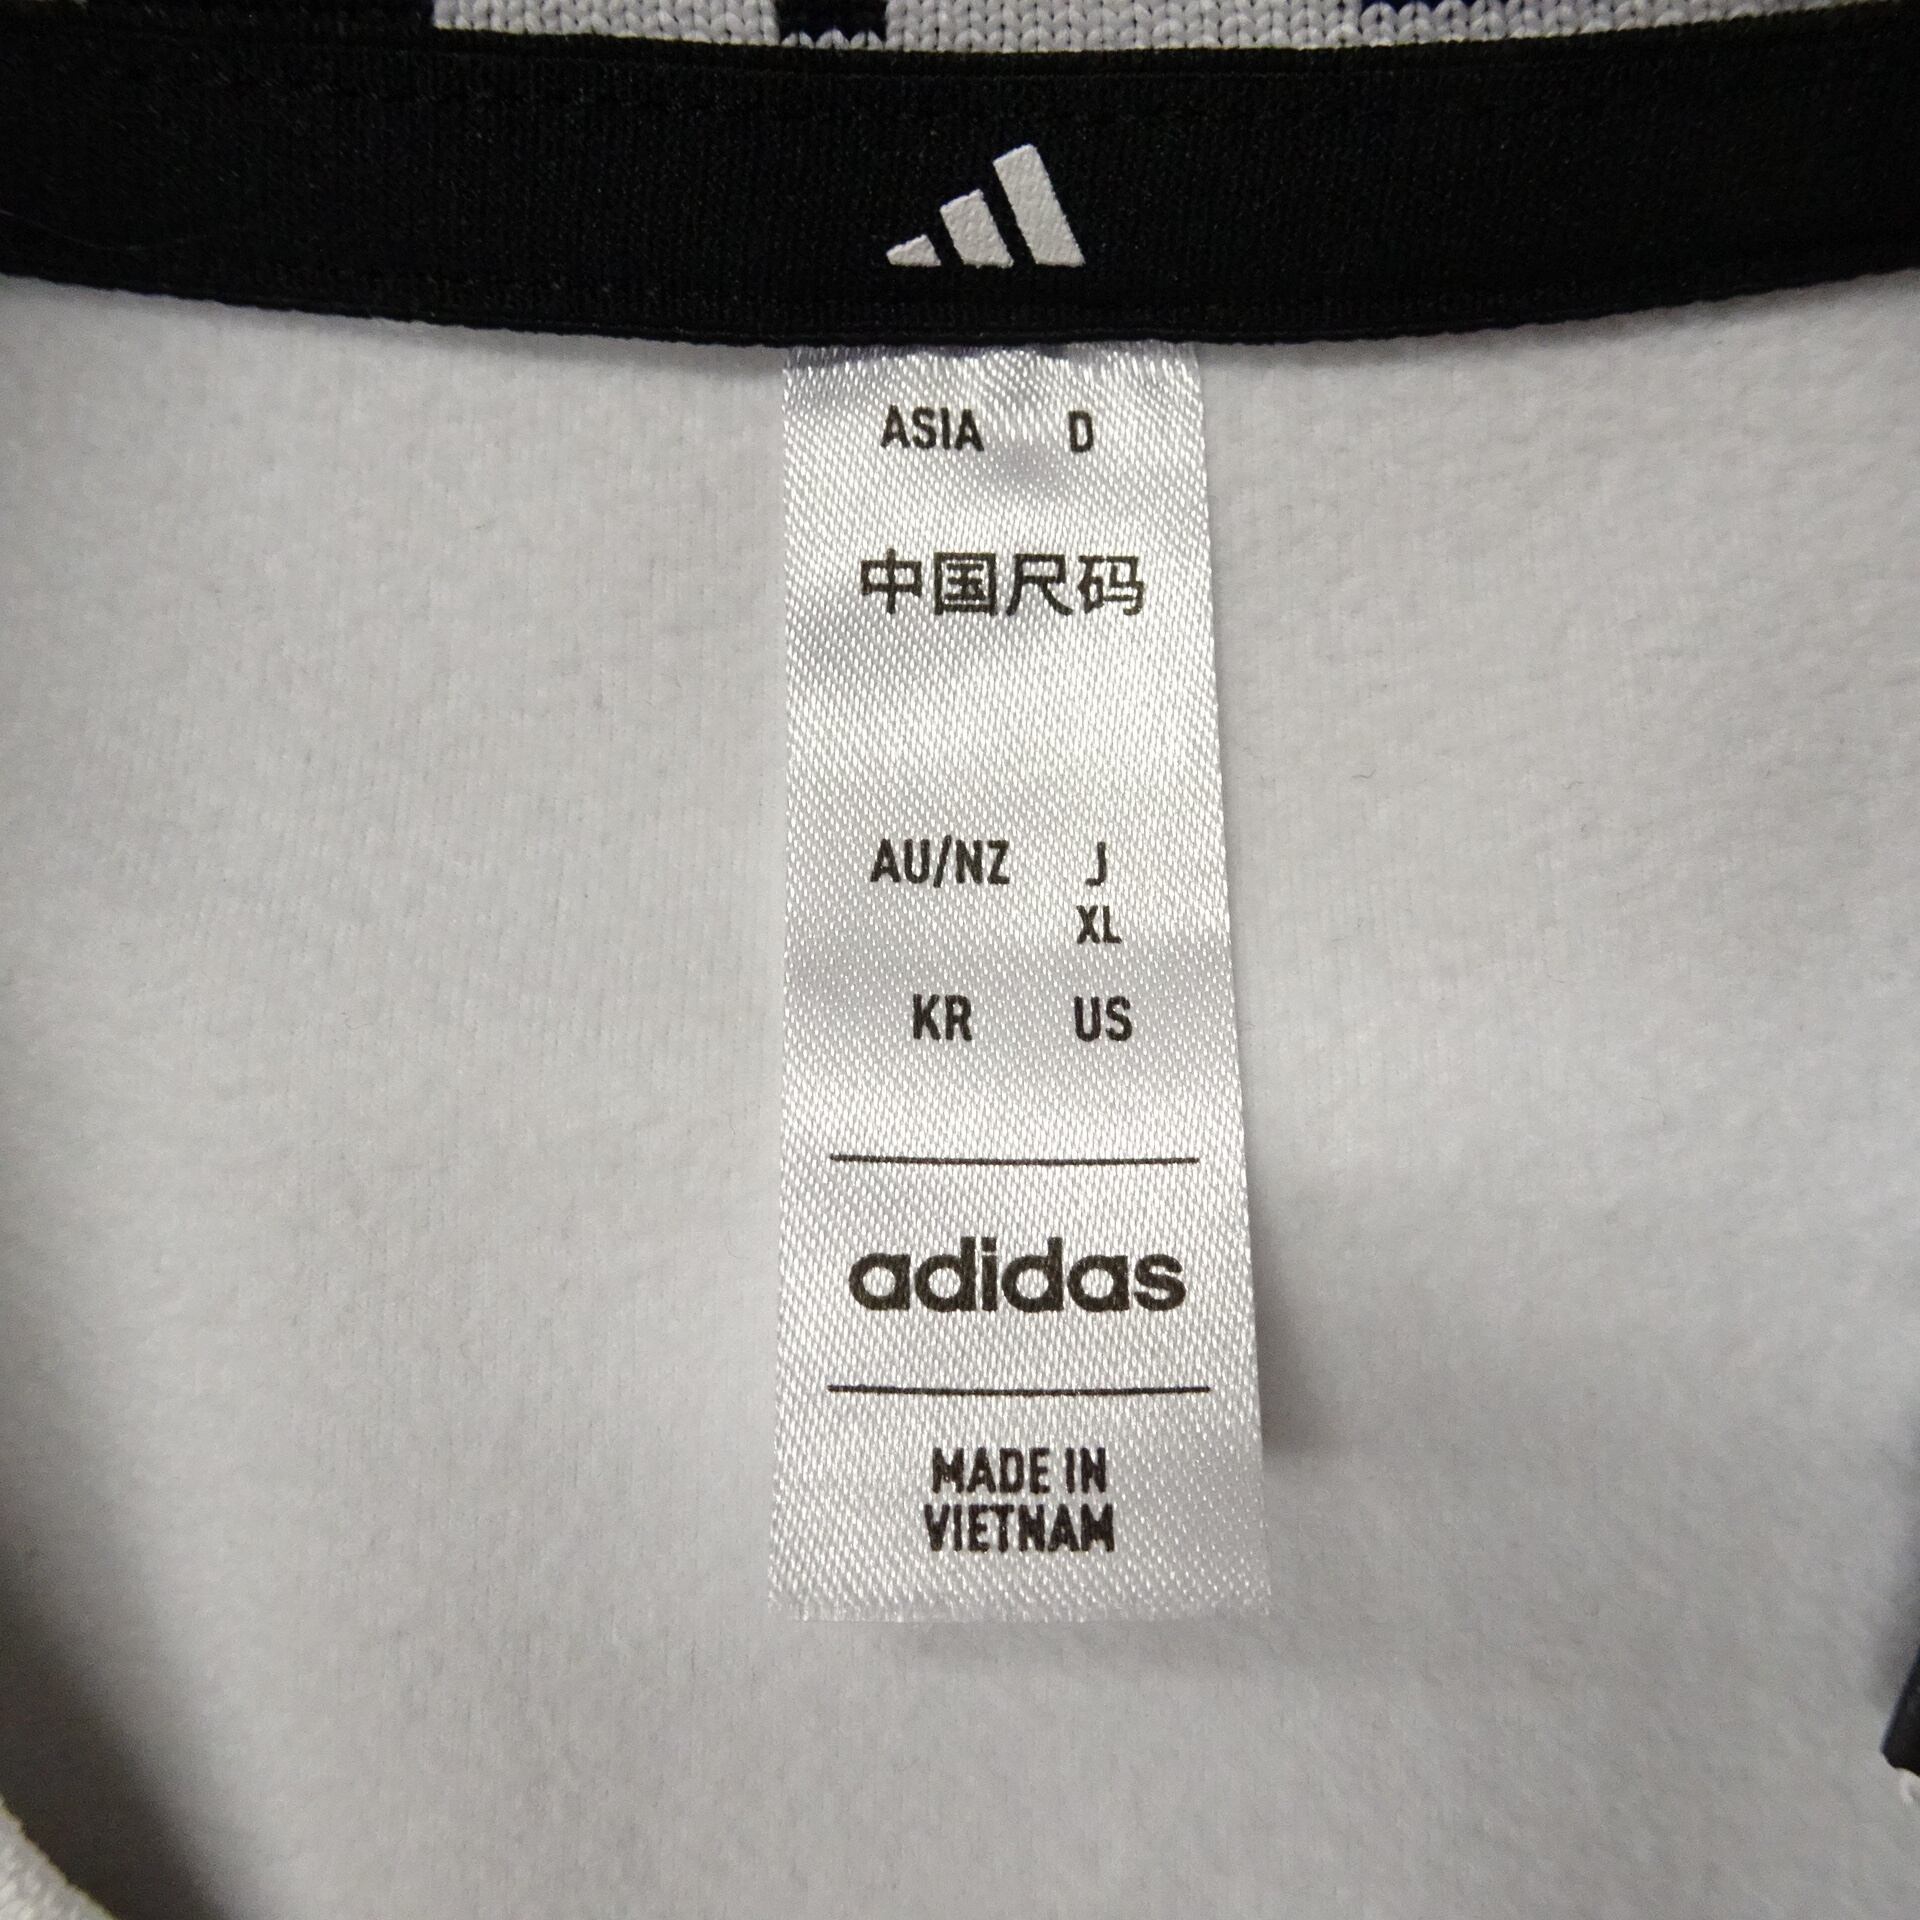 ASIA D
中国尺码
AU/NZ J
XL
KR US
adidas
MADE IN
VIETNAM